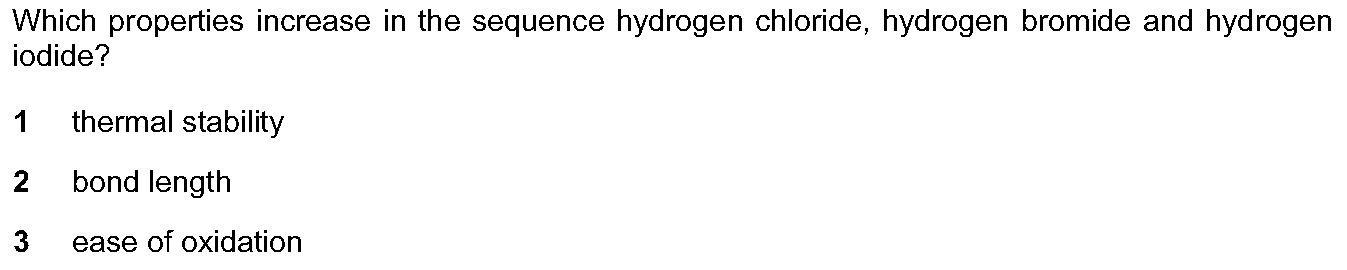 Which properties increase in the sequence hydrogen chloride, hydrogen bromide and hydrogen
iodide?
1 thermal stability
2 bond length
3 ease of oxidation